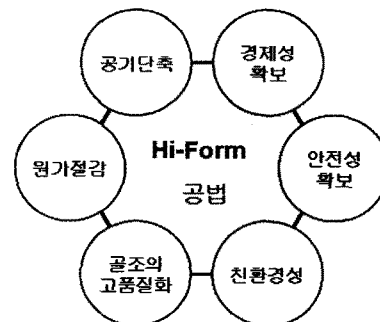 공기단축
경제성
확보
원가절감
Hi-Form
공법
안전성
확보
골조의
고품질화
친환경성